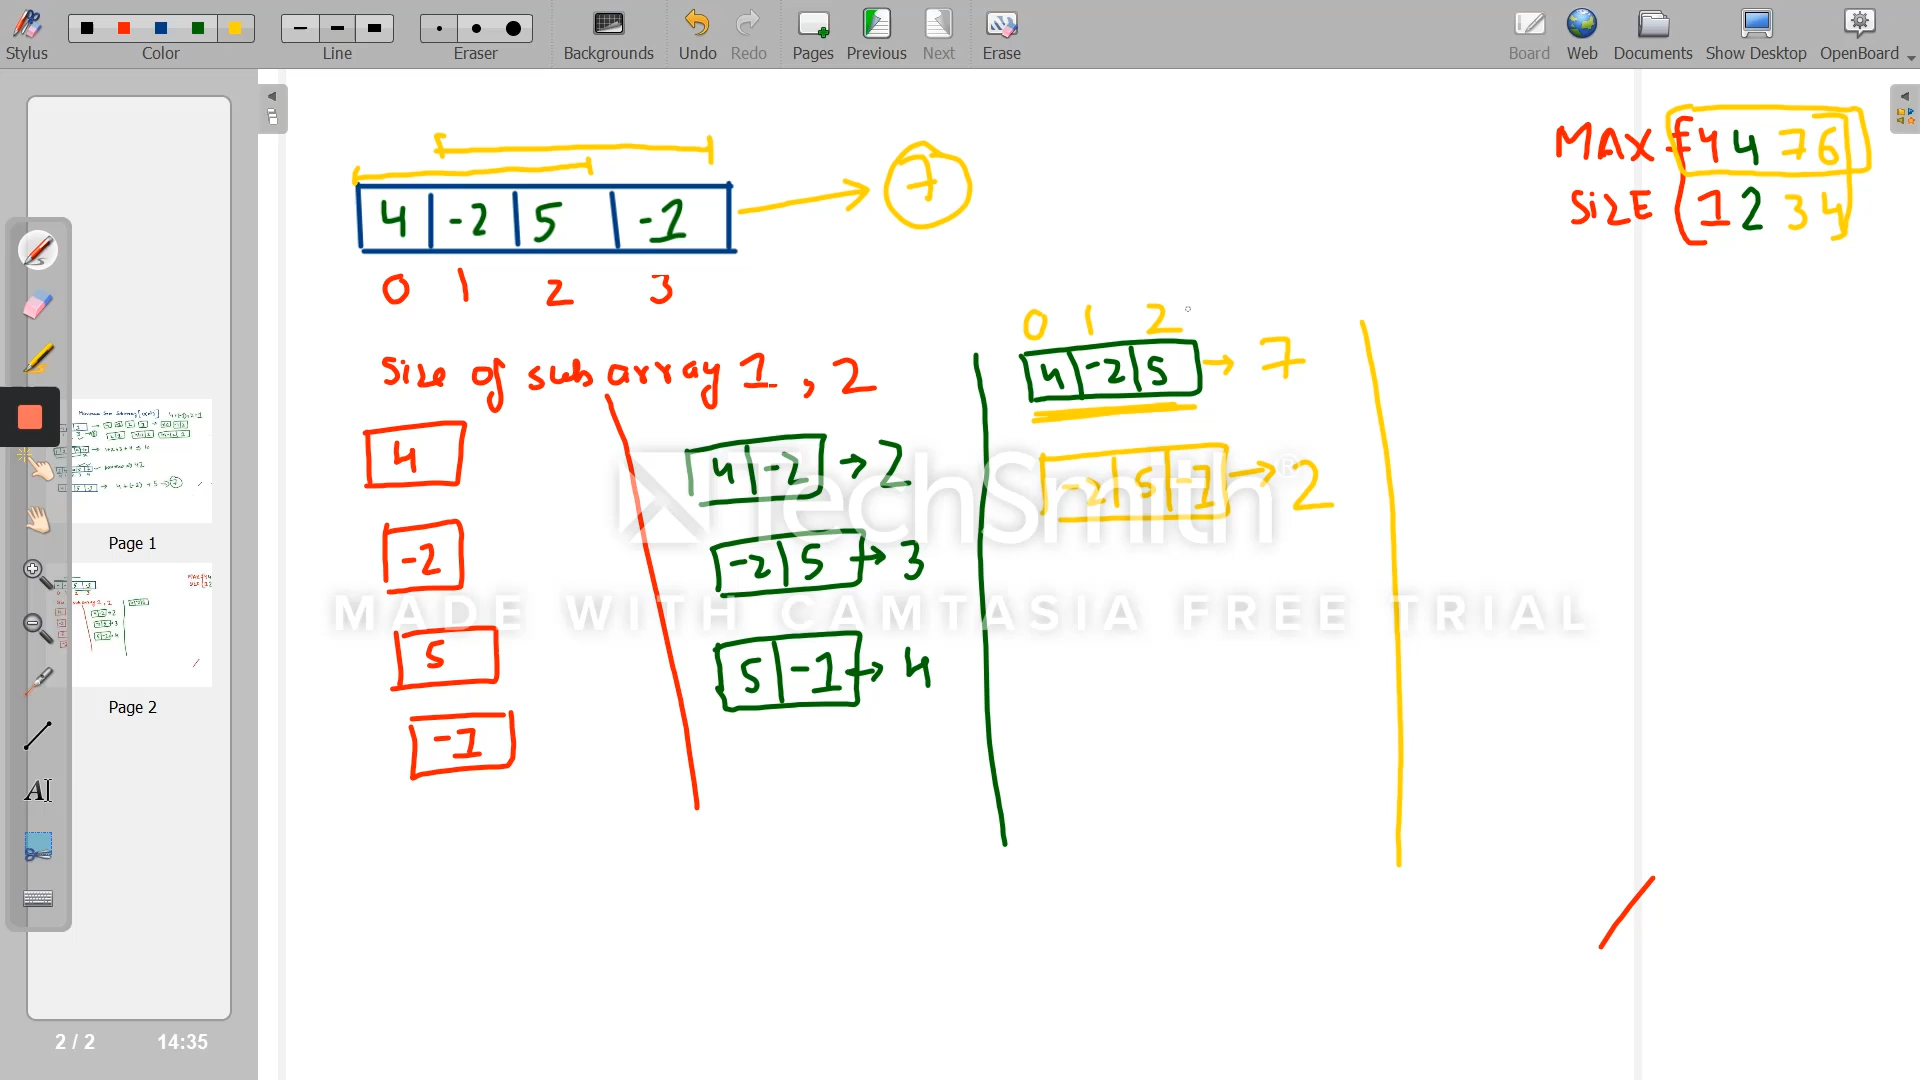 Stylus Color Line Eraser Backgrounds Undo Redo Pages Previous Next Erase Board Web Documents Show Desktop OpenBoard
MAX [4 4 7 6
SizE [1 2 3 4]
4 -2 5 -1 → 7
0 1 2 3
0 1 2
4 -2 5 → 7
Size of sub array 1, 2
4
4 -2 → 2
-2 5 -1 → 2
-2
-2 5 → 3
5
5 -1 → 4
-1
TechSmith®
MADE WITH CAMTASIA FREE TRIAL
Page 1
Page 2
2 / 2 14:35